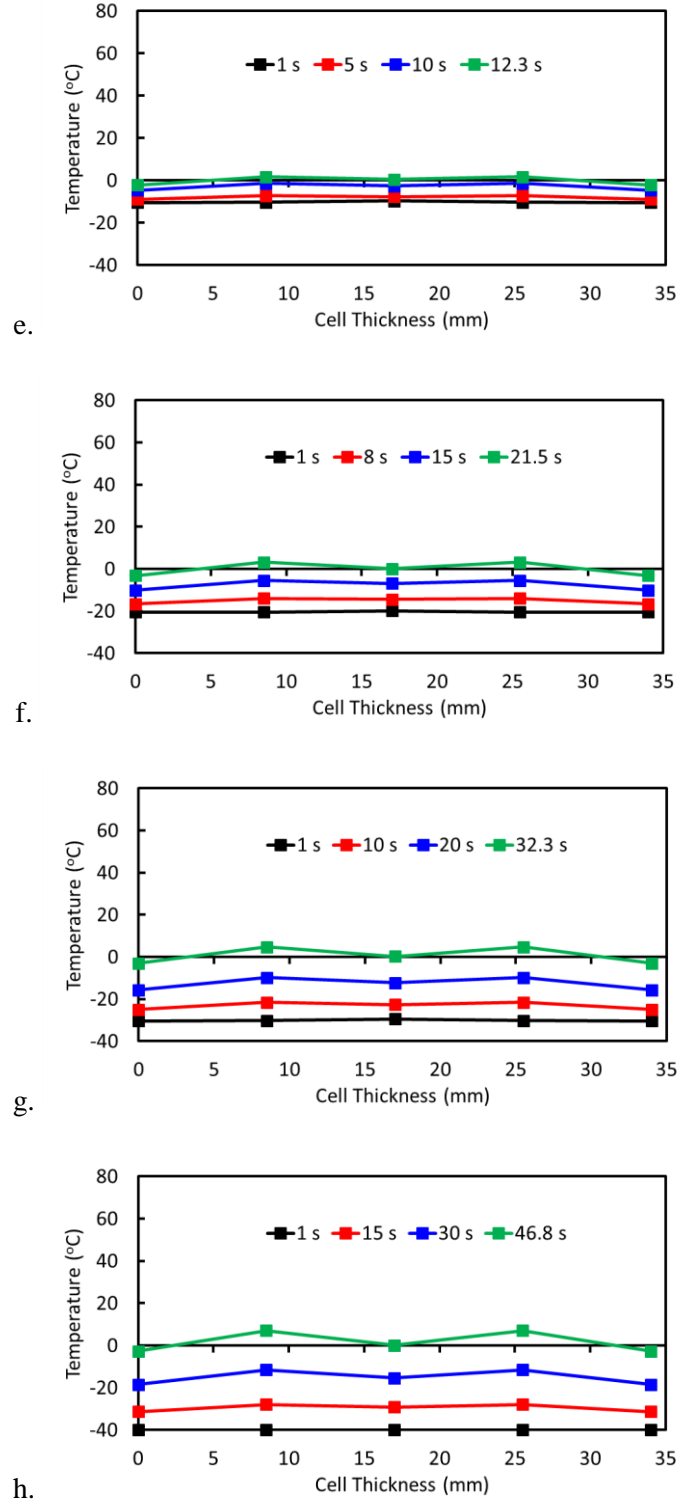 80
60
40
20
0
-20
-40
Temperature (°C)
1 s 5 s 10 s 12.3 s
0 5 10 15 20 25 30 35
Cell Thickness (mm)
e.
80
60
40
20
0
-20
-40
Temperature (°C)
1 s 8 s 15 s 21.5 s
0 5 10 15 20 25 30 35
Cell Thickness (mm)
f.
80
60
40
20
0
-20
-40
Temperature (°C)
1 s 10 s 20 s 32.3 s
0 5 10 15 20 25 30 35
Cell Thickness (mm)
g.
80
60
40
20
0
-20
-40
Temperature (°C)
1 s 15 s 30 s 46.8 s
0 5 10 15 20 25 30 35
Cell Thickness (mm)
h.